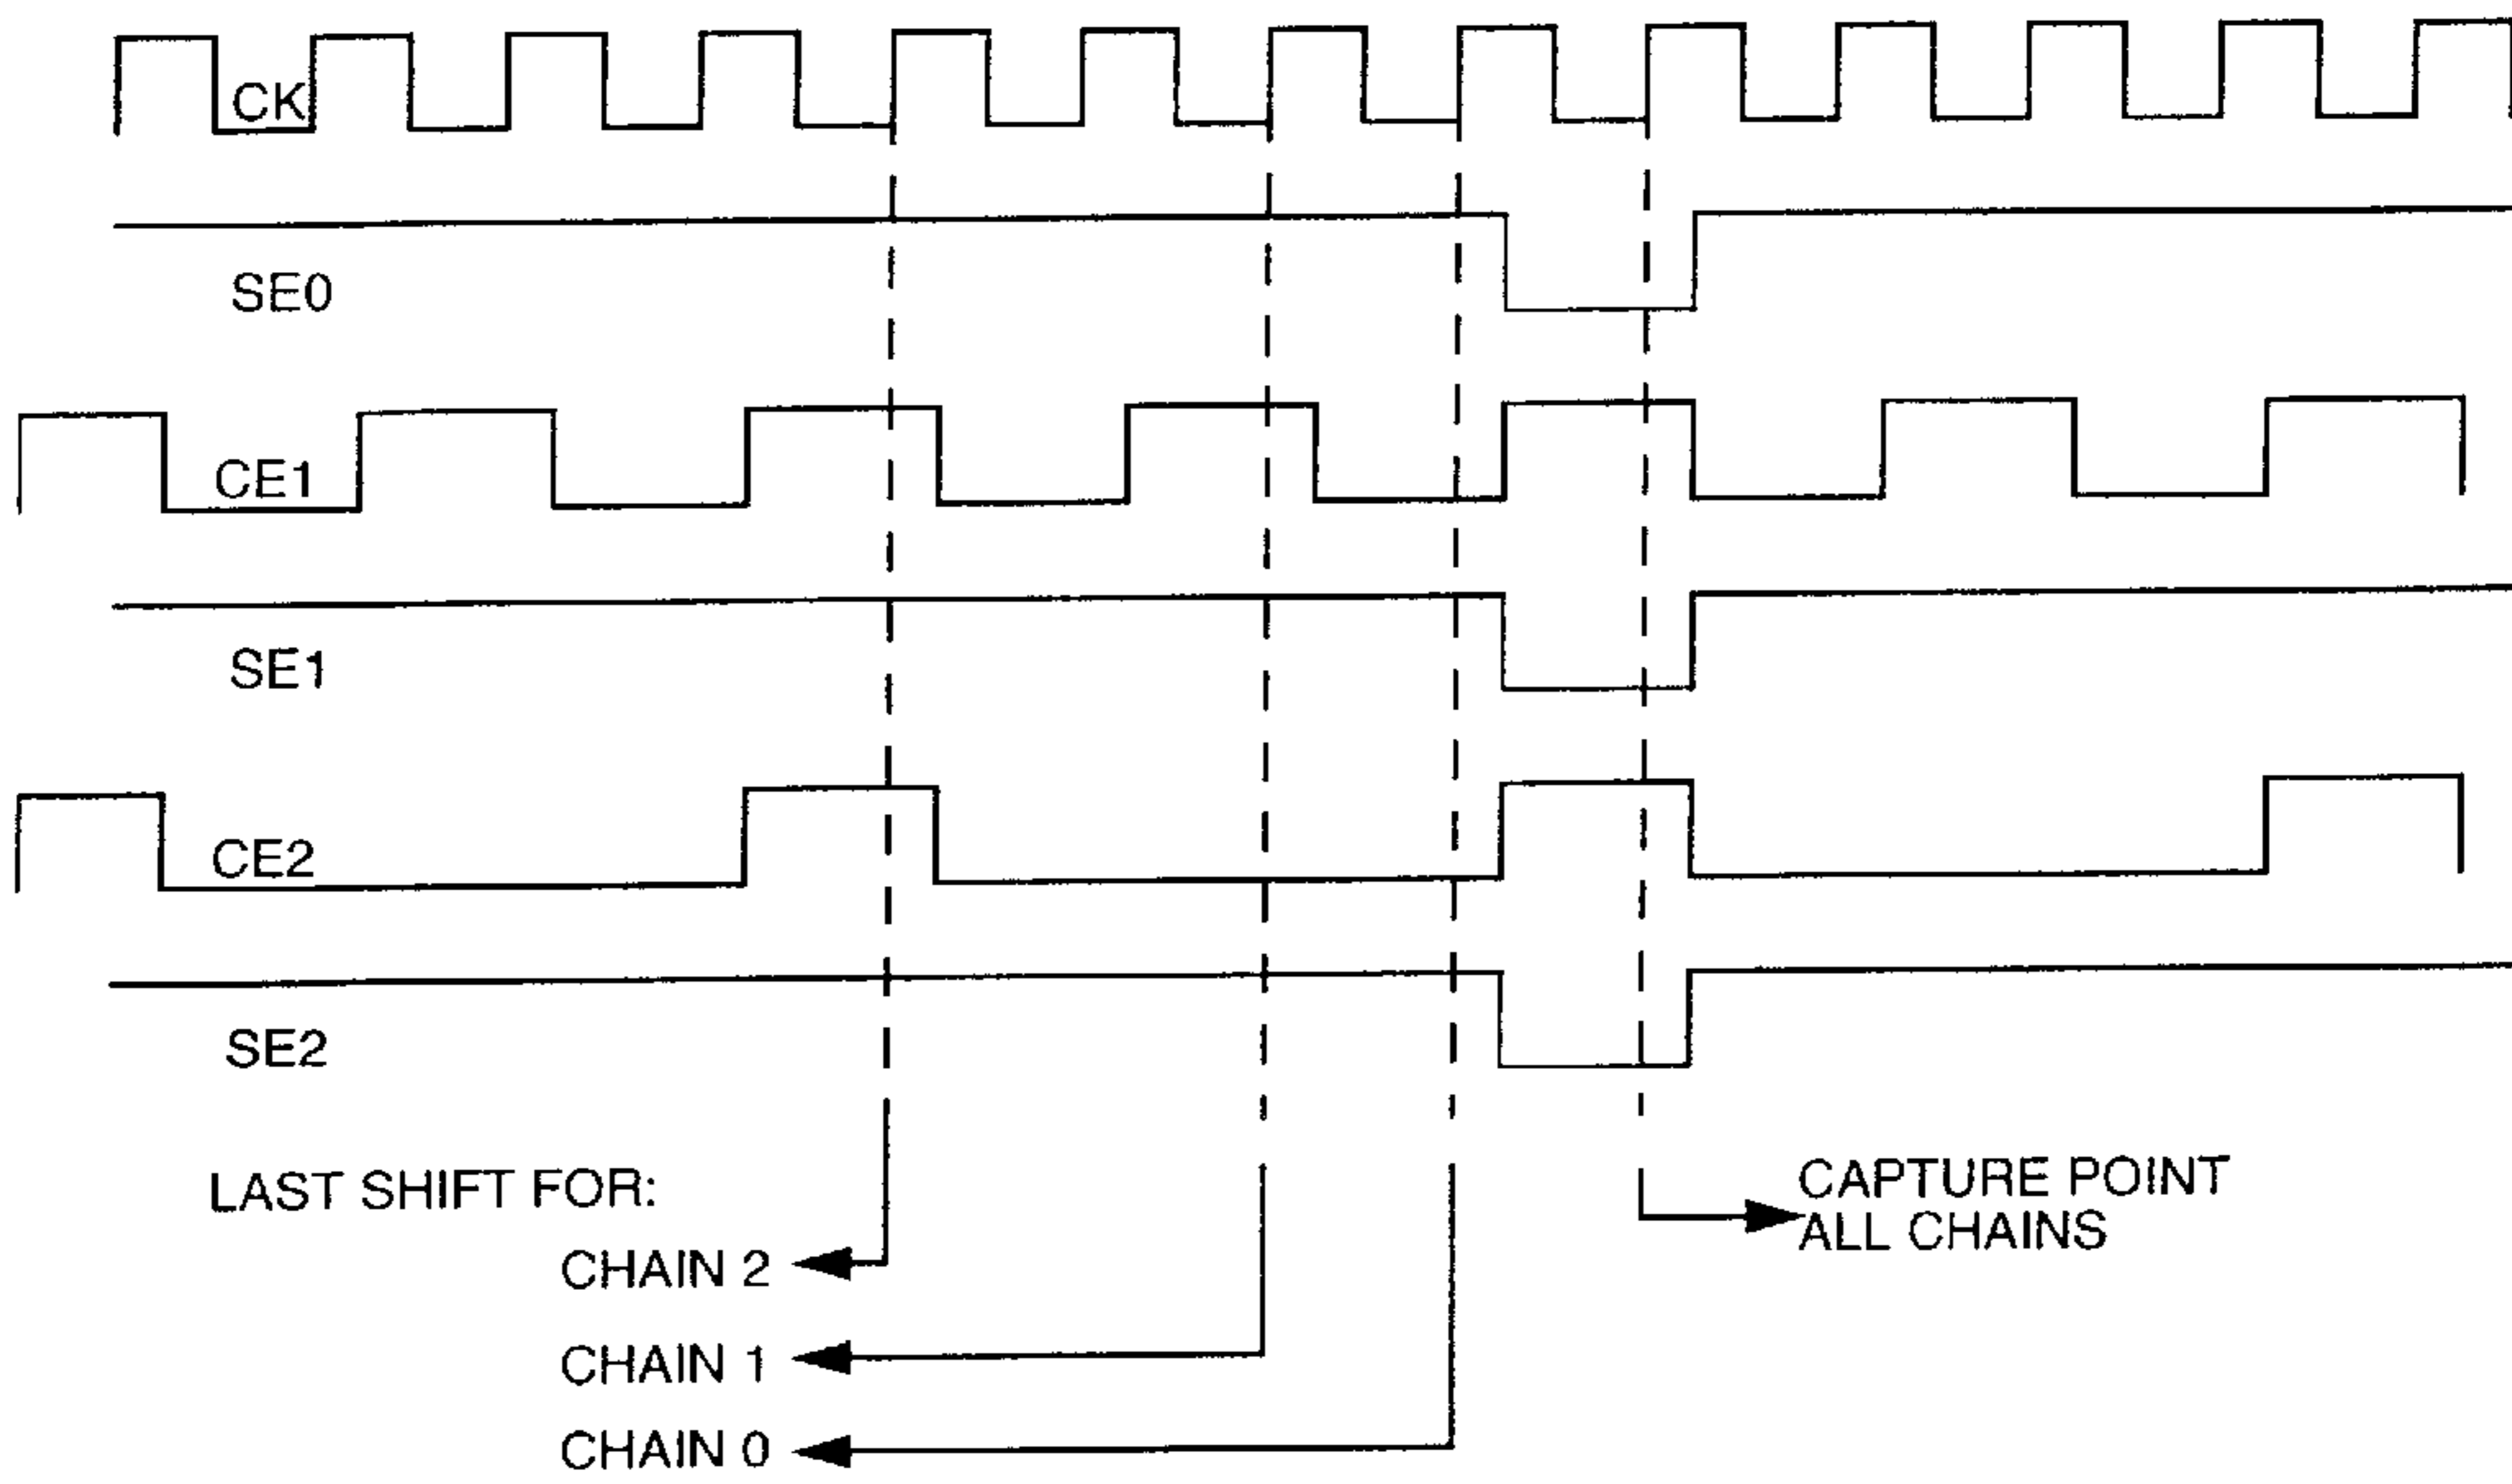 CK
SE0
CE1
SE1
CE2
SE2
LAST SHIFT FOR:
CHAIN 2
CHAIN 1
CHAIN 0
CAPTURE POINT
ALL CHAINS